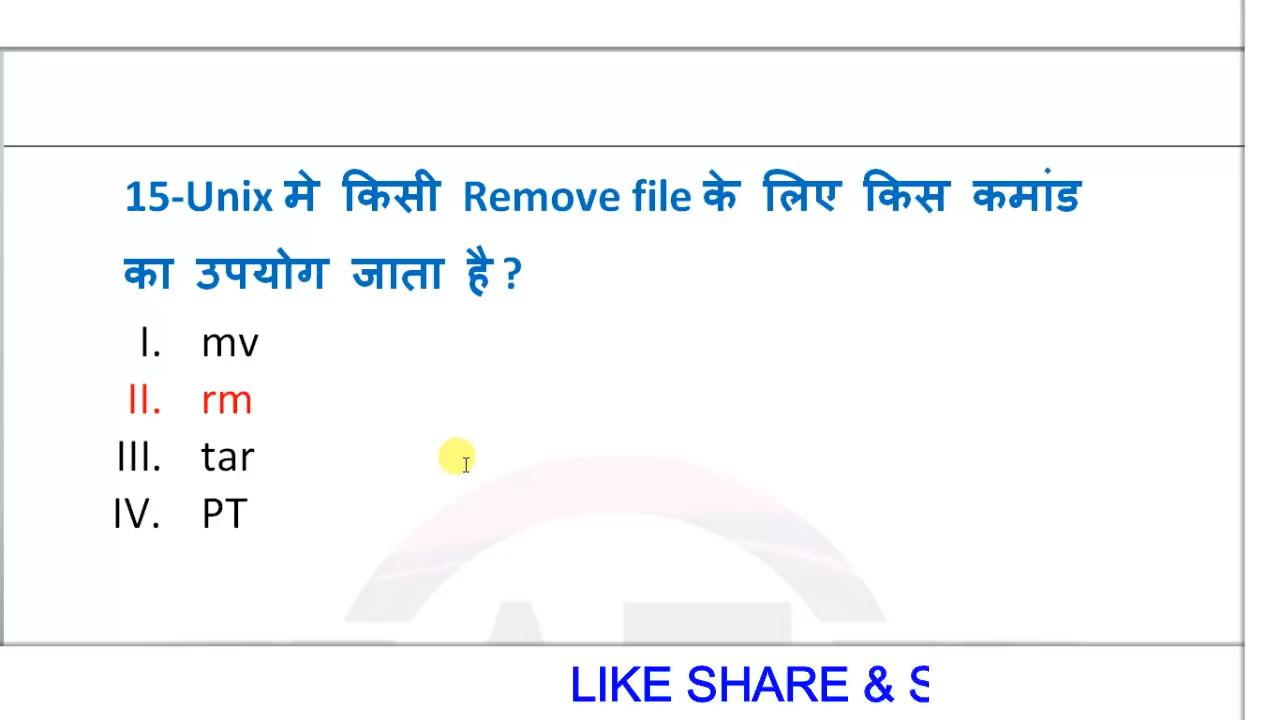 15-Unix मे किसी Remove file के लिए किस कमांड
का उपयोग जाता है ?
I. mv
II. rm
III. tar
IV. PT
LIKE SHARE & S